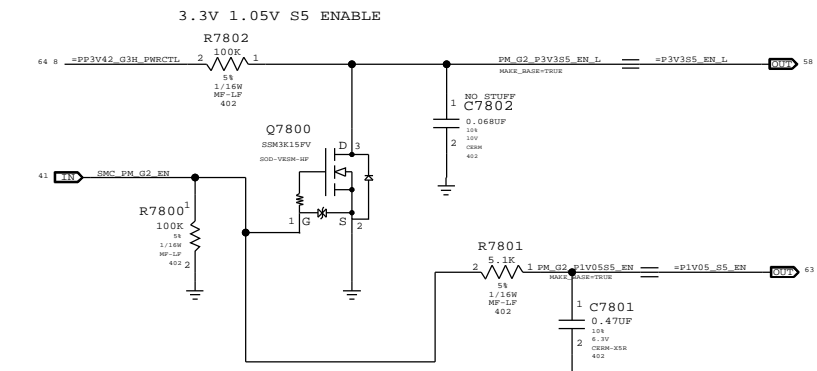 3.3V 1.05V S5 ENABLE
R7802
100K
64 8 =PP3V42_G3H_PWRCTL 2 1 PM_G2_P3V3S5_EN_L =P3V3S5_EN_L OUT 58
MAKE_BASE=TRUE
5%
1/16W
MF-LF
402
NO STUFF
1 C7802
0.068UF
10%
10V
2 CERM
402
Q7800
SSM3K15FV
SOD-VESM-HF
D 3
1 G S 2
41 IN SMC_PM_G2_EN
R7800 1
100K
5%
1/16W
MF-LF
402 2
R7801
5.1K
2 1 PM_G2_P1V05S5_EN =P1V05_S5_EN OUT 63
MAKE_BASE=TRUE
5%
1/16W
MF-LF
402
1 C7801
0.47UF
10%
6.3V
2 CERM-X5R
402